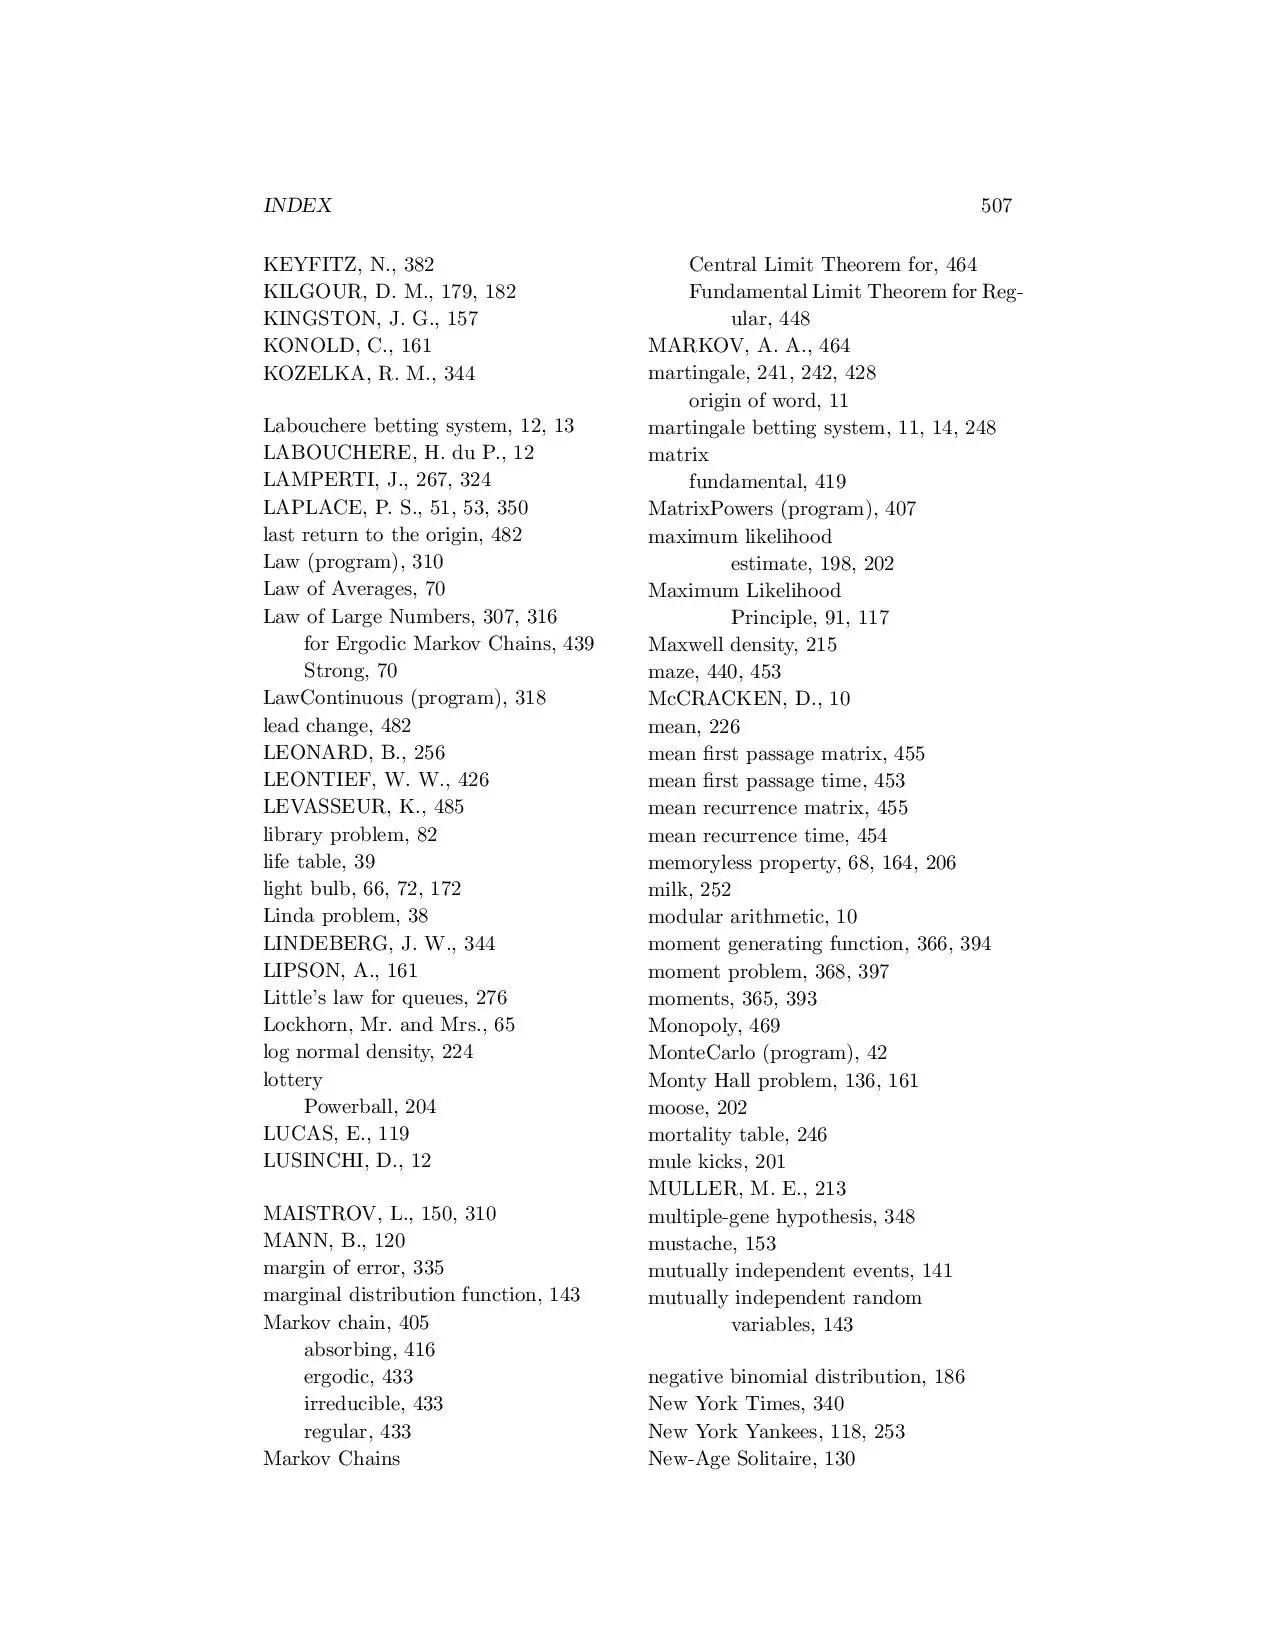 INDEX 507
KEYFITZ, N., 382
KILGOUR, D. M., 179, 182
KINGSTON, J. G., 157
KONOLD, C., 161
KOZELKA, R. M., 344
Labouchere betting system, 12, 13
LABOUCHERE, H. du P., 12
LAMPERTI, J., 267, 324
LAPLACE, P. S., 51, 53, 350
last return to the origin, 482
Law (program), 310
Law of Averages, 70
Law of Large Numbers, 307, 316
for Ergodic Markov Chains, 439
Strong, 70
LawContinuous (program), 318
lead change, 482
LEONARD, B., 256
LEONTIEF, W. W., 426
LEVASSEUR, K., 485
library problem, 82
life table, 39
light bulb, 66, 72, 172
Linda problem, 38
LINDEBERG, J. W., 344
LIPSON, A., 161
Little's law for queues, 276
Lockhorn, Mr. and Mrs., 65
log normal density, 224
lottery
Powerball, 204
LUCAS, E., 119
LUSINCHI, D., 12
MAISTROV, L., 150, 310
MANN, B., 120
margin of error, 335
marginal distribution function, 143
Markov chain, 405
absorbing, 416
ergodic, 433
irreducible, 433
regular, 433
Markov Chains
Central Limit Theorem for, 464
Fundamental Limit Theorem for Reg-
ular, 448
MARKOV, A. A., 464
martingale, 241, 242, 428
origin of word, 11
martingale betting system, 11, 14, 248
matrix
fundamental, 419
MatrixPowers (program), 407
maximum likelihood
estimate, 198, 202
Maximum Likelihood
Principle, 91, 117
Maxwell density, 215
maze, 440, 453
McCRACKEN, D., 10
mean, 226
mean first passage matrix, 455
mean first passage time, 453
mean recurrence matrix, 455
mean recurrence time, 454
memoryless property, 68, 164, 206
milk, 252
modular arithmetic, 10
moment generating function, 366, 394
moment problem, 368, 397
moments, 365, 393
Monopoly, 469
MonteCarlo (program), 42
Monty Hall problem, 136, 161
moose, 202
mortality table, 246
mule kicks, 201
MULLER, M. E., 213
multiple-gene hypothesis, 348
mustache, 153
mutually independent events, 141
mutually independent random
variables, 143
negative binomial distribution, 186
New York Times, 340
New York Yankees, 118, 253
New-Age Solitaire, 130